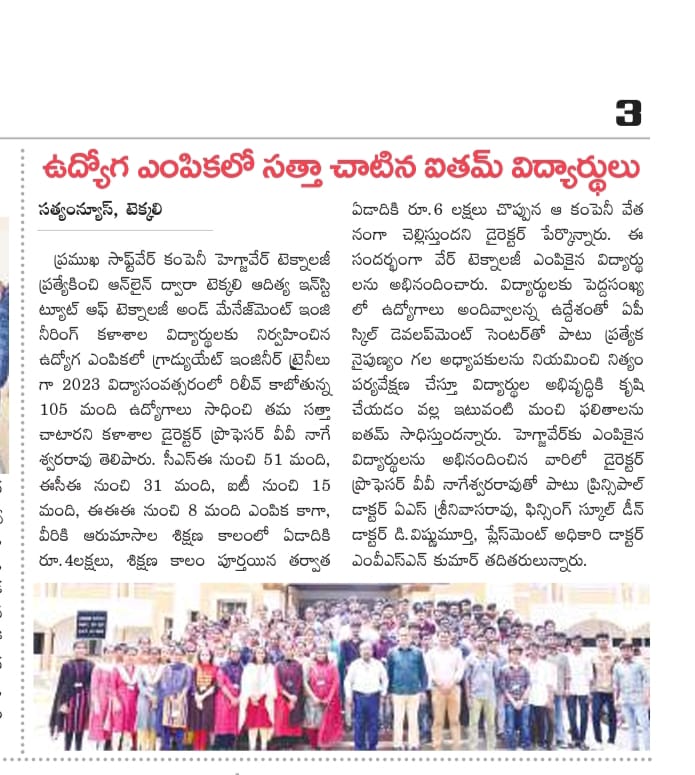 3
ఉద్యోగ ఎంపికలో సత్తా చాటిన ఐతమ్ విద్యార్థులు
సత్యంన్యూస్, టెక్కలి
ప్రముఖ సాఫ్ట్‌వేర్ కంపెనీ హెగ్జావేర్ టెక్నాలజీ
ప్రత్యేకించి ఆన్‌లైన్ ద్వారా టెక్కలి ఆదిత్య ఇన్‌స్టి
ట్యూట్ ఆఫ్ టెక్నాలజీ అండ్ మేనేజ్‌మెంట్ ఇంజి
నీరింగ్ కళాశాల విద్యార్థులకు నిర్వహించిన
ఉద్యోగ ఎంపికలో గ్రాడ్యుయేట్ ఇంజినీర్ ట్రైనీలు
గా 2023 విద్యాసంవత్సరంలో రిలీవ్ కాబోతున్న
105 మంది ఉద్యోగాలు సాధించి తమ సత్తా
చాటారని కళాశాల డైరెక్టర్ ప్రొఫెసర్ వీవీ నాగే
శ్వరరావు తెలిపారు. సీఎస్ఈ నుంచి 51 మంది,
ఈసీఈ నుంచి 31 మంది, ఐటీ నుంచి 15
మంది, ఈఈఈ నుంచి 8 మంది ఎంపిక కాగా,
వీరికి ఆరుమాసాల శిక్షణ కాలంలో ఏడాదికి
రూ.4లక్షలు, శిక్షణ కాలం పూర్తయిన తర్వాత
ఏడాదికి రూ.6 లక్షలు చొప్పున ఆ కంపెనీ వేత
నంగా చెల్లిస్తుందని డైరెక్టర్ పేర్కొన్నారు. ఈ
సందర్భంగా వేర్ టెక్నాలజీ ఎంపికైన విద్యార్థు
లను అభినందించారు. విద్యార్థులకు పెద్దసంఖ్య
లో ఉద్యోగాలు అందివ్వాలన్న ఉద్దేశంతో ఏపీ
స్కిల్ డెవలప్‌మెంట్ సెంటర్‌తో పాటు ప్రత్యేక
నైపుణ్యం గల అధ్యాపకులను నియమించి నిత్యం
పర్యవేక్షణ చేస్తూ విద్యార్థుల అభివృద్ధికి కృషి
చేయడం వల్ల ఇటువంటి మంచి ఫలితాలను
ఐతమ్ సాధిస్తుందన్నారు. హెగ్జావేర్‌కు ఎంపికైన
విద్యార్థులను అభినందించిన వారిలో డైరెక్టర్
ప్రొఫెసర్ వీవీ నాగేశ్వరరావుతో పాటు ప్రిన్సిపాల్
డాక్టర్ ఏఎస్ శ్రీనివాసరావు, ఫిన్సింగ్ స్కూల్ డీన్
డాక్టర్ డి.విష్ణుమూర్తి, ప్లేస్‌మెంట్ అధికారి డాక్టర్
ఎంవీఎస్ఎన్ కుమార్ తదితరులున్నారు.